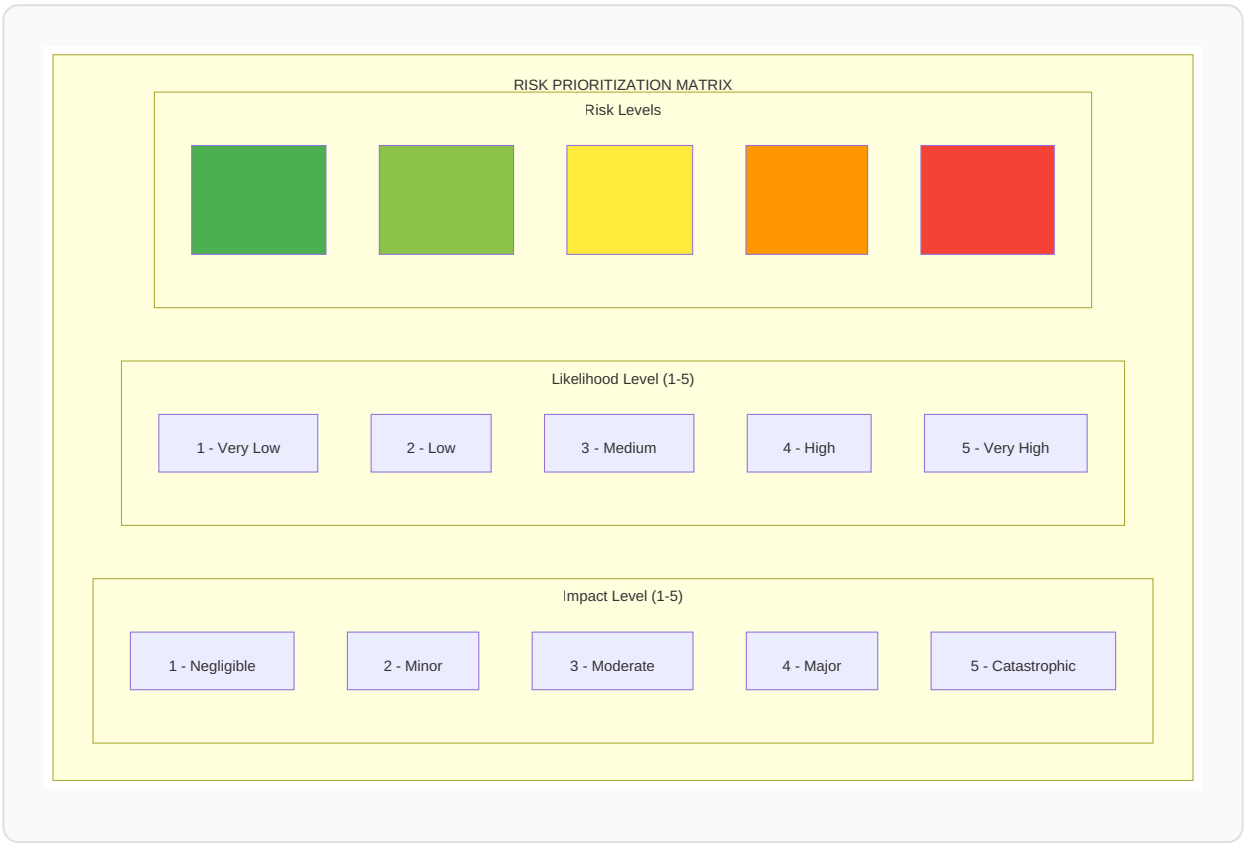 RISK PRIORITIZATION MATRIX
Risk Levels
Likelihood Level (1-5)
1 - Very Low
2 - Low
3 - Medium
4 - High
5 - Very High
Impact Level (1-5)
1 - Negligible
2 - Minor
3 - Moderate
4 - Major
5 - Catastrophic